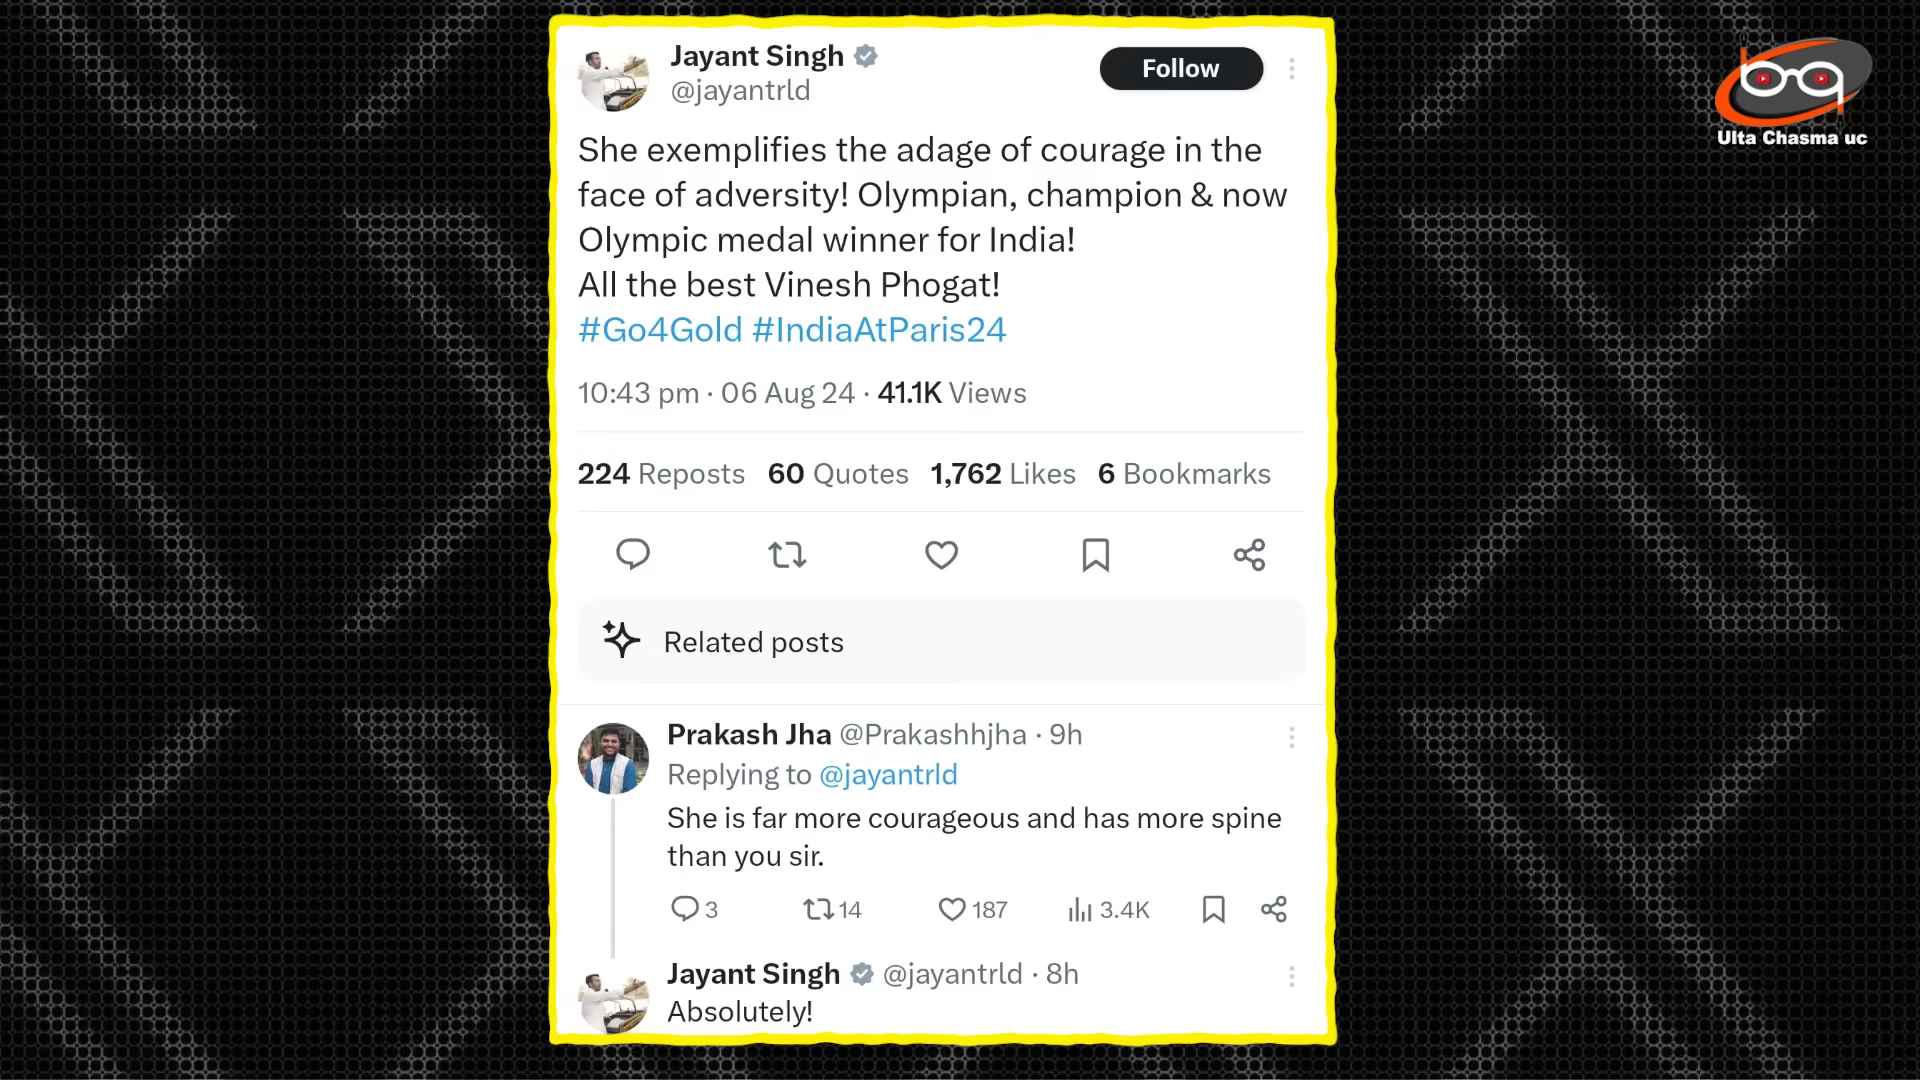 Jayant Singh
@jayantrld
Follow
bq
Ulta Chasma uc
She exemplifies the adage of courage in the
face of adversity! Olympian, champion & now
Olympic medal winner for India!
All the best Vinesh Phogat!
#Go4Gold #IndiaAtParis24
10:43 pm · 06 Aug 24 · 41.1K Views
224 Reposts 60 Quotes 1,762 Likes 6 Bookmarks
Related posts
Prakash Jha @Prakashhjha · 9h
Replying to @jayantrld
She is far more courageous and has more spine
than you sir.
3 14 187 3.4K
Jayant Singh @jayantrld · 8h
Absolutely!